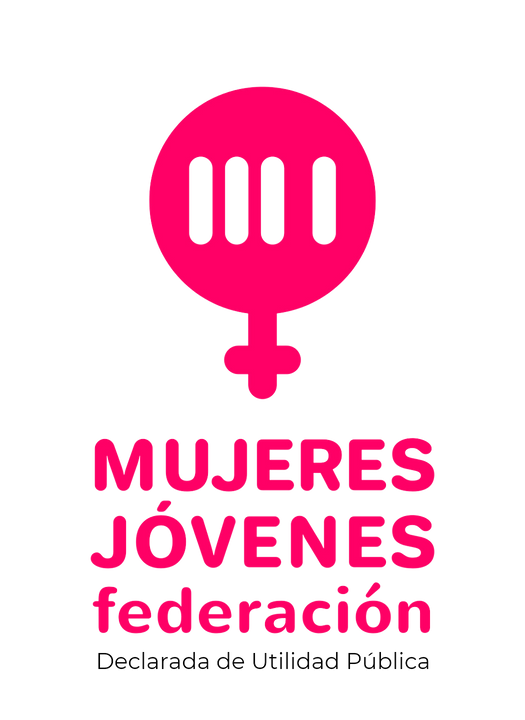 MUJERES
JÓVENES
federación
Declarada de Utilidad Pública